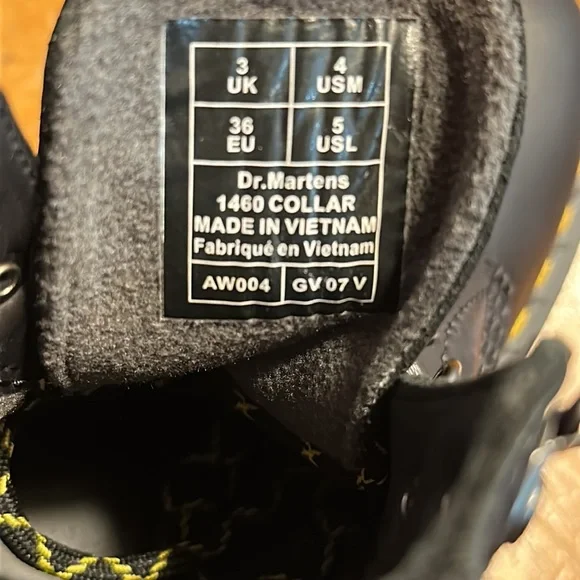 3 4
UK USM
36 5
EU USL
Dr.Martens
1460 COLLAR
MADE IN VIETNAM
Fabriqué en Vietnam
AW004 GV 07 V